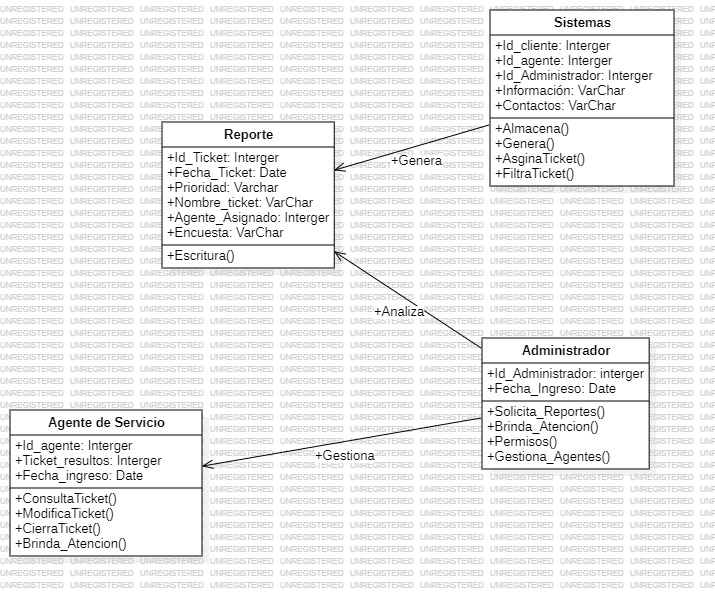 Sistemas
+Id_cliente: Interger
+Id_agente: Interger
+Id_Administrador: Interger
+Información: VarChar
+Contactos: VarChar
+Almacena()
+Genera()
+AsginaTicket()
+FiltraTicket()
Reporte
+Id_Ticket: Interger
+Fecha_Ticket: Date
+Prioridad: Varchar
+Nombre_ticket: VarChar
+Agente_Asignado: Interger
+Encuesta: VarChar
+Escritura()
+Genera
+Analiza
Administrador
+Id_Administrador: interger
+Fecha_Ingreso: Date
+Solicita_Reportes()
+Brinda_Atencion()
+Permisos()
+Gestiona_Agentes()
Agente de Servicio
+Id_agente: Interger
+Ticket_resultos: Interger
+Fecha_ingreso: Date
+ConsultaTicket()
+ModificaTicket()
+CierraTicket()
+Brinda_Atencion()
+Gestiona
UNREGISTERED